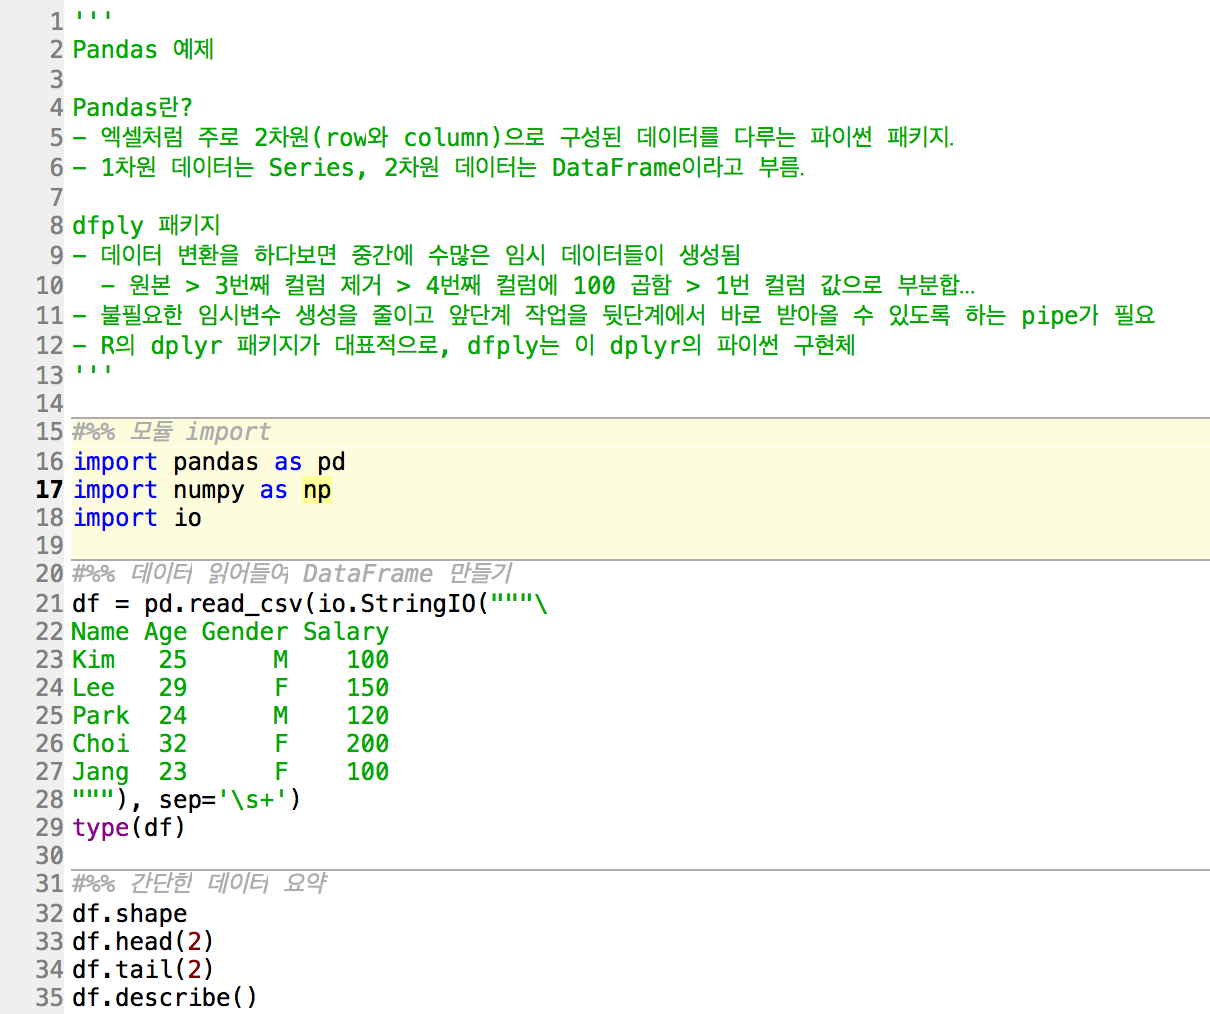 1 '''
2 Pandas 예제
3
4 Pandas란?
5 - 엑셀처럼 주로 2차원(row와 column)으로 구성된 데이터를 다루는 파이썬 패키지.
6 - 1차원 데이터는 Series, 2차원 데이터는 DataFrame이라고 부름.
7
8 dfply 패키지
9 - 데이터 변환을 하다보면 중간에 수많은 임시 데이터들이 생성됨
10   - 원본 > 3번째 컬럼 제거 > 4번째 컬럼에 100 곱함 > 1번 컬럼 값으로 부분합…
11 - 불필요한 임시변수 생성을 줄이고 앞단계 작업을 뒷단계에서 바로 받아올 수 있도록 하는 pipe가 필요
12 - R의 dplyr 패키지가 대표적으로, dfply는 이 dplyr의 파이썬 구현체
13 '''
14
15 #%% 모듈 import
16 import pandas as pd
17 import numpy as np
18 import io
19
20 #%% 데이터 읽어들여 DataFrame 만들기
21 df = pd.read_csv(io.StringIO("""\
22 Name Age Gender Salary
23 Kim   25      M    100
24 Lee   29      F    150
25 Park  24      M    120
26 Choi  32      F    200
27 Jang  23      F    100
28 """), sep='\s+')
29 type(df)
30
31 #%% 간단한 데이터 요약
32 df.shape
33 df.head(2)
34 df.tail(2)
35 df.describe()